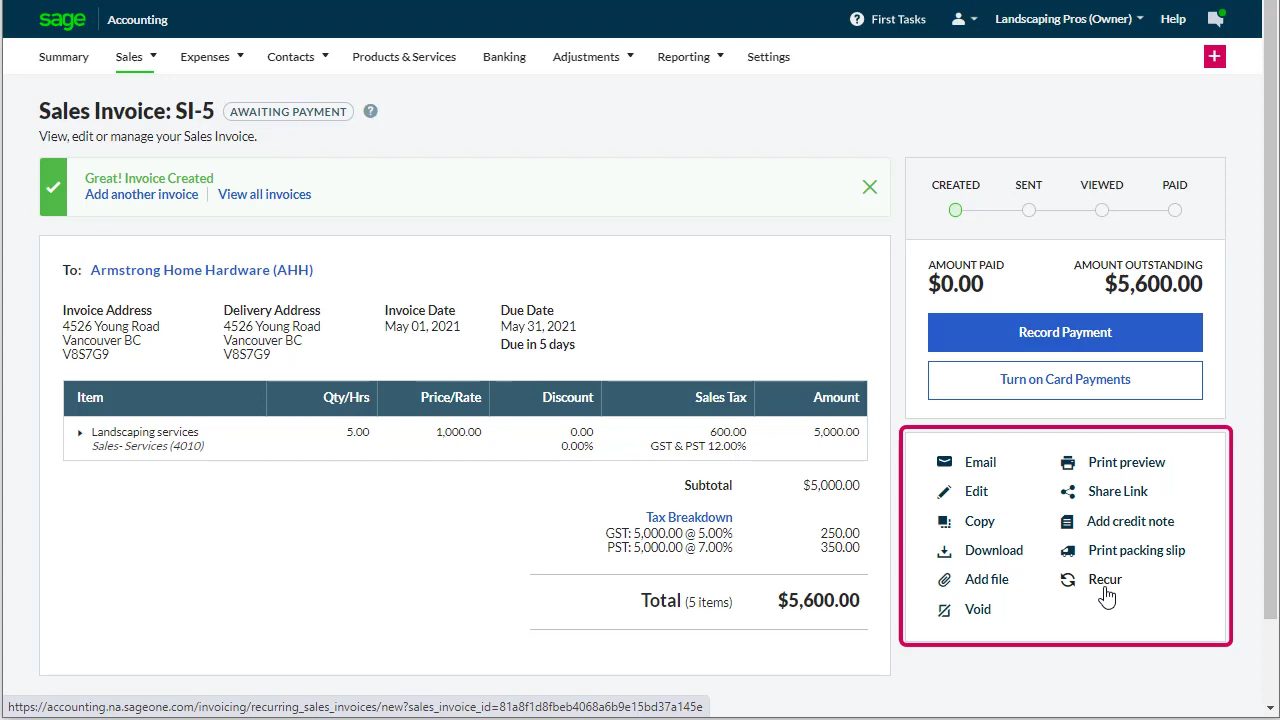 sage Accounting First Tasks Landscaping Pros (Owner) Help
Summary Sales Expenses Contacts Products & Services Banking Adjustments Reporting Settings +
Sales Invoice: SI-5 AWAITING PAYMENT ?
View, edit or manage your Sales Invoice.
Great! Invoice Created
Add another invoice View all invoices
CREATED SENT VIEWED PAID
To: Armstrong Home Hardware (AHH)
Invoice Address
4526 Young Road
Vancouver BC
V8S7G9
Delivery Address
4526 Young Road
Vancouver BC
V8S7G9
Invoice Date
May 01, 2021
Due Date
May 31, 2021
Due in 5 days
Item Qty/Hrs Price/Rate Discount Sales Tax Amount
Landscaping services 5.00 1,000.00 0.00 600.00 5,000.00
Sales- Services (4010) 0.00% GST & PST 12.00%
Subtotal $5,000.00
Tax Breakdown
GST: 5,000.00 @ 5.00% 250.00
PST: 5,000.00 @ 7.00% 350.00
Total (5 items) $5,600.00
AMOUNT PAID AMOUNT OUTSTANDING
$0.00 $5,600.00
Record Payment
Turn on Card Payments
Email Print preview
Edit Share Link
Copy Add credit note
Download Print packing slip
Add file Recur
Void
https://accounting.na.sageone.com/invoicing/recurring_sales_invoices/new?sales_invoice_id=81a8f1d8fbeb4068a6b9e15bd37a145e